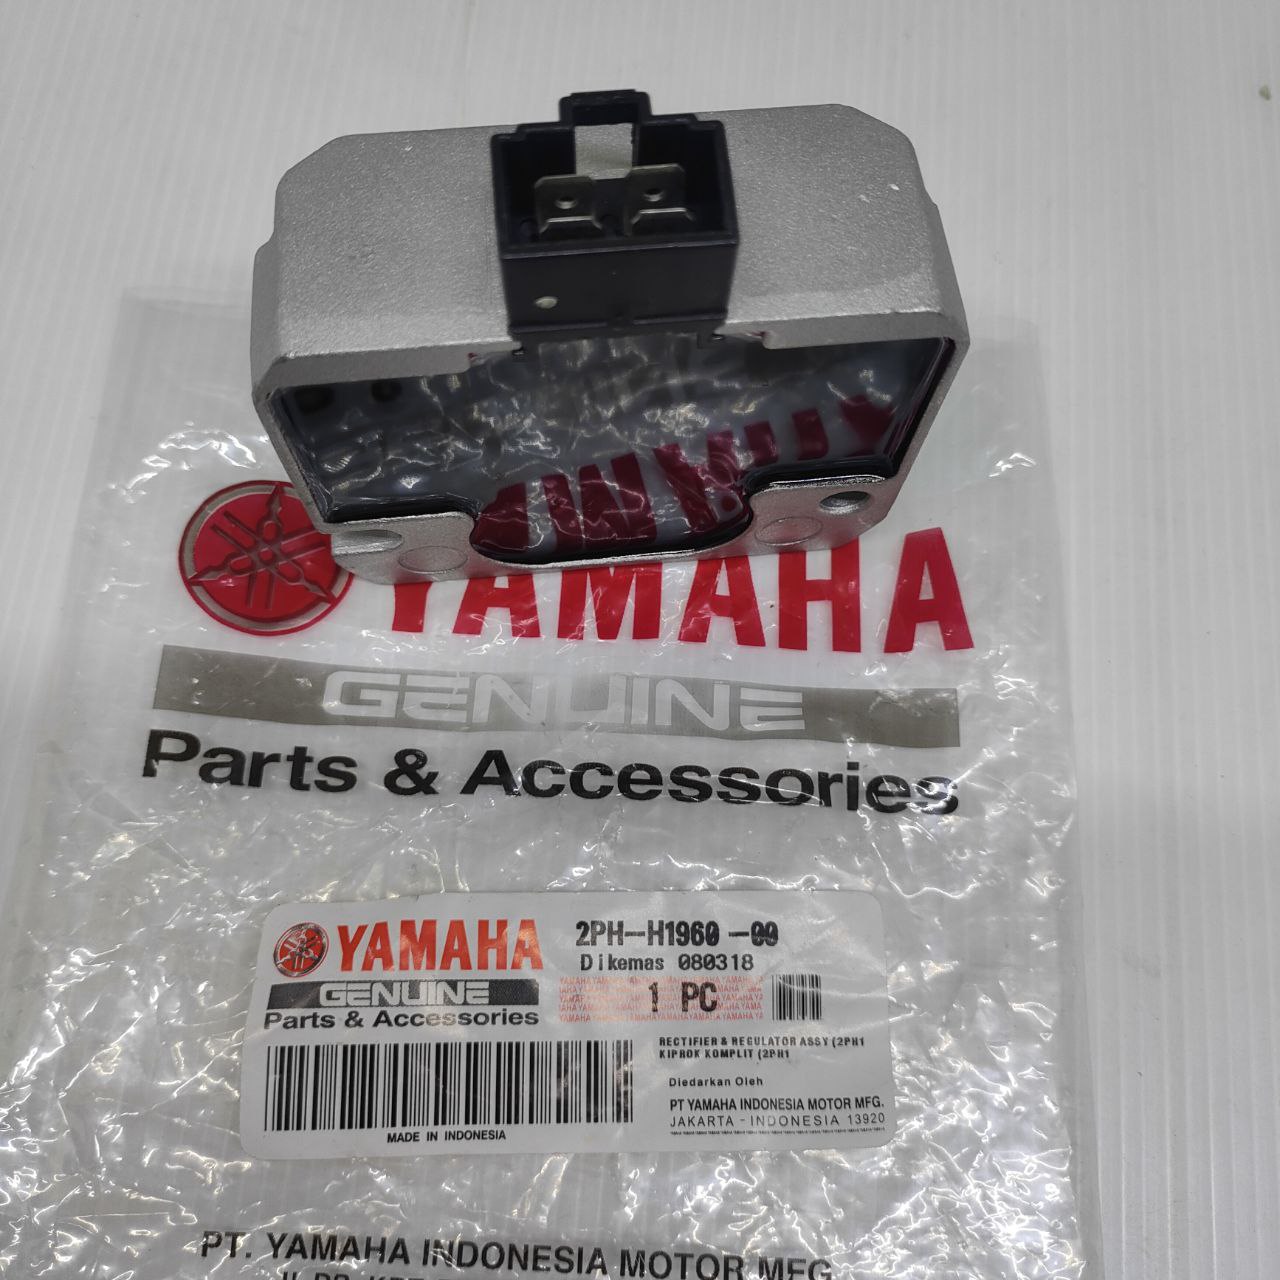 YAMAHA
GENUINE
Parts & Accessories
YAMAHA
GENUINE
Parts & Accessories
MADE IN INDONESIA
2PH-H1960-00
Dikemas 080318
1 PC
RECTIFIER & REGULATOR ASSY (2PH1
KIPROK KOMPLIT (2PH1
Diedarkan Oleh
PT YAMAHA INDONESIA MOTOR MFG.
JAKARTA - INDONESIA 13920
PT. YAMAHA INDONESIA MOTOR MFG